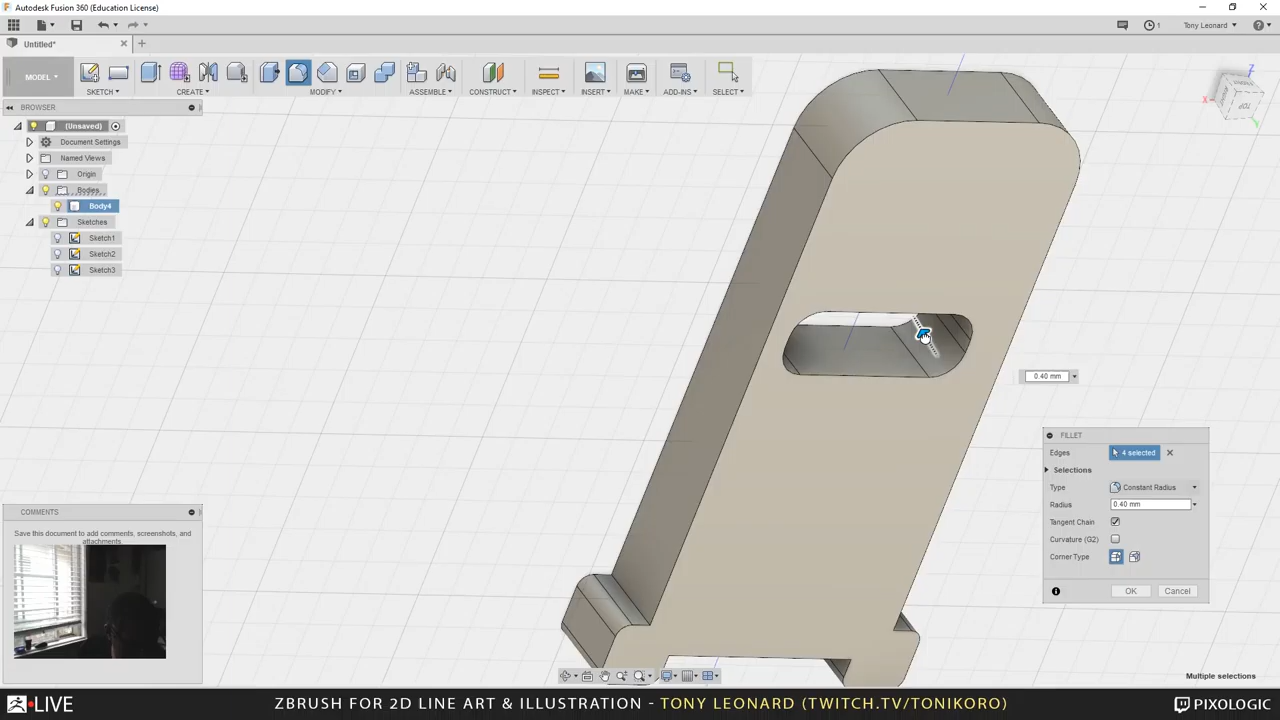 Autodesk Fusion 360 (Education License)
Tony Leonard
1
Untitled*
MODEL
SKETCH
CREATE
MODIFY
ASSEMBLE
CONSTRUCT
INSPECT
INSERT
MAKE
ADD-INS
SELECT
BROWSER
(Unsaved)
Document Settings
Named Views
Origin
Bodies
Body4
Sketches
Sketch1
Sketch2
Sketch3
Z
X
TOP
Y
0.40 mm
FILLET
Edges
4 selected
Selections
Type
Constant Radius
Radius
0.40 mm
Tangent Chain
Curvature (G2)
Corner Type
OK
Cancel
COMMENTS
Save this document to add comments, screenshots, and
attachments.
Multiple selections
LIVE
ZBRUSH FOR 2D LINE ART & ILLUSTRATION - TONY LEONARD (TWITCH.TV/TONIKORO)
PIXOLOGIC